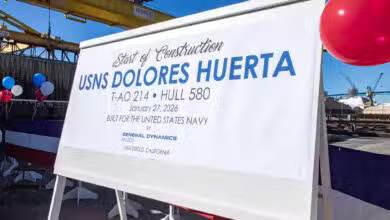 Start of Construction
USNS DOLORES HUERTA
T-AO 214 • HULL 580
January 27, 2026
BUILT FOR THE UNITED STATES NAVY
BY
GENERAL DYNAMICS
NASSCO
SAN DIEGO, CALIFORNIA